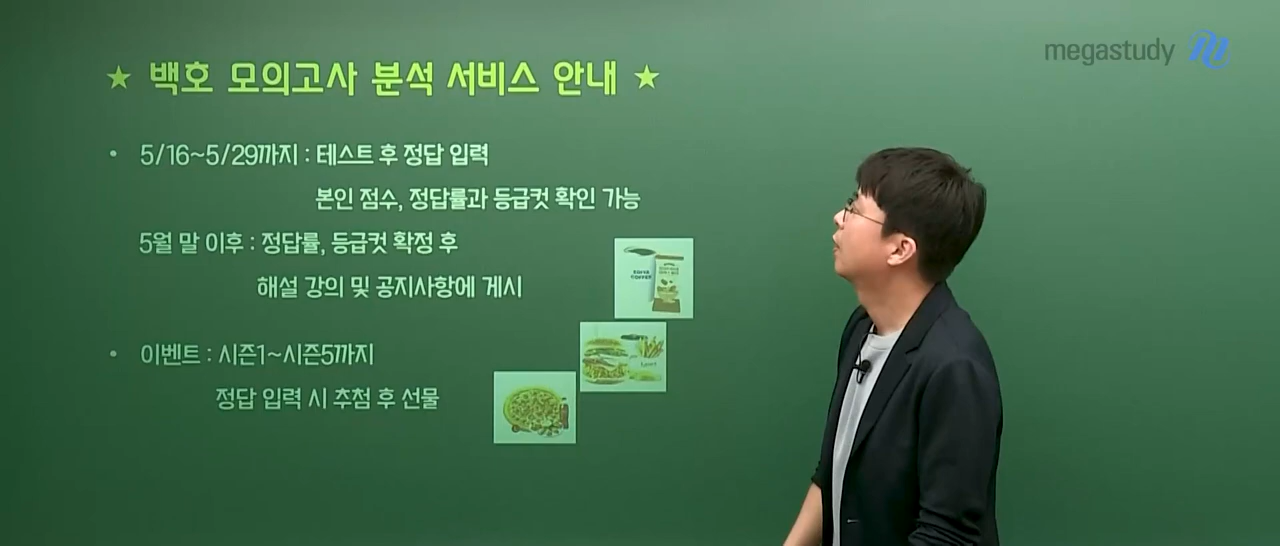 megastudy
★ 백호 모의고사 분석 서비스 안내 ★
• 5/16~5/29까지 : 테스트 후 정답 입력
본인 점수, 정답률과 등급컷 확인 가능
5월 말 이후 : 정답률, 등급컷 확정 후
해설 강의 및 공지사항에 게시
• 이벤트 : 시즌1~시즌5까지
정답 입력 시 추첨 후 선물